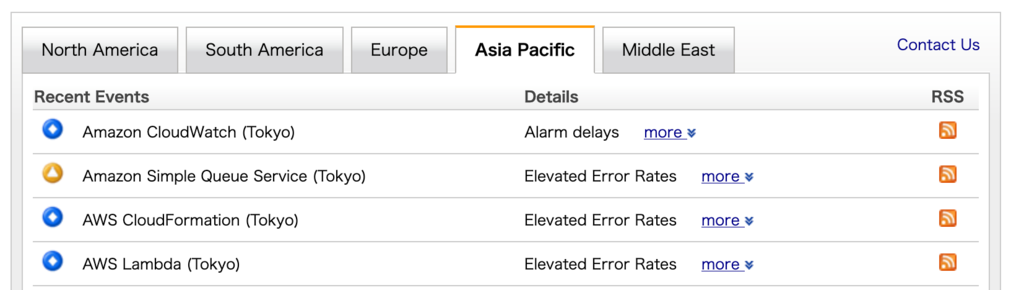 North America South America Europe Asia Pacific Middle East Contact Us
Recent Events Details RSS
Amazon CloudWatch (Tokyo) Alarm delays more
Amazon Simple Queue Service (Tokyo) Elevated Error Rates more
AWS CloudFormation (Tokyo) Elevated Error Rates more
AWS Lambda (Tokyo) Elevated Error Rates more